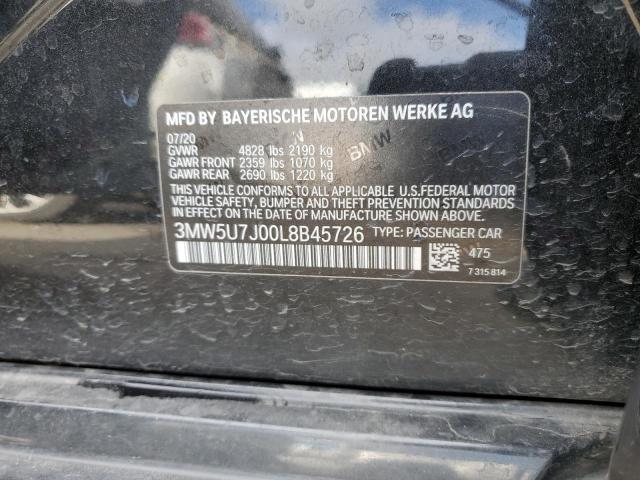 MFD BY BAYERISCHE MOTOREN WERKE AG
07/20
GVWR 4828 lbs 2190 kg
GAWR FRONT 2359 lbs 1070 kg
GAWR REAR 2690 lbs 1220 kg
THIS VEHICLE CONFORMS TO ALL APPLICABLE U.S.FEDERAL MOTOR
VEHICLE SAFETY, BUMPER AND THEFT PREVENTION STANDARDS
IN EFFECT ON THE DATE OF MANUFACTURE SHOWN ABOVE.
3MW5U7J00L8B45726 TYPE: PASSENGER CAR
475
7 315 814
BMW